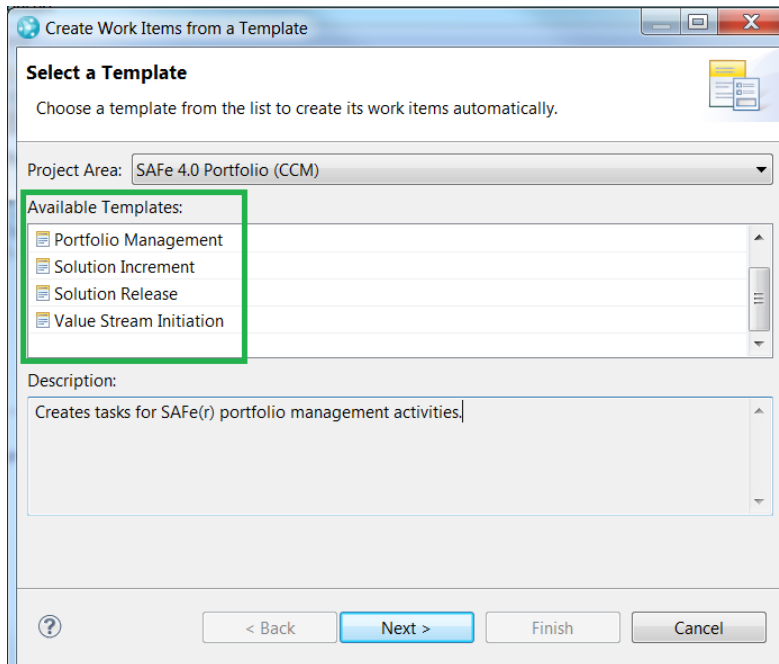 Create Work Items from a Template
Select a Template
Choose a template from the list to create its work items automatically.
Project Area: SAFe 4.0 Portfolio (CCM)
Available Templates:
Portfolio Management
Solution Increment
Solution Release
Value Stream Initiation
Description:
Creates tasks for SAFe(r) portfolio management activities.
? < Back Next > Finish Cancel